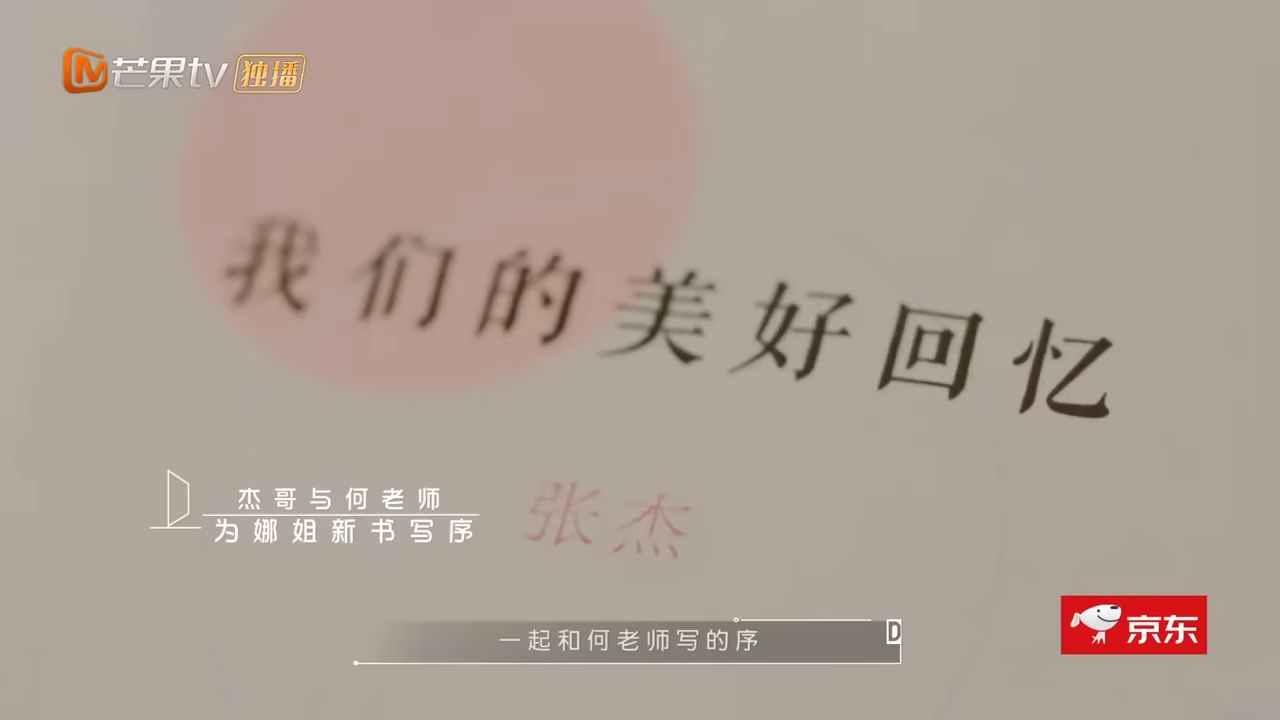 芒果tv 独播
我们的美好回忆
杰哥与何老师
为娜姐新书写序
张杰
一起和何老师写的序
D
京东